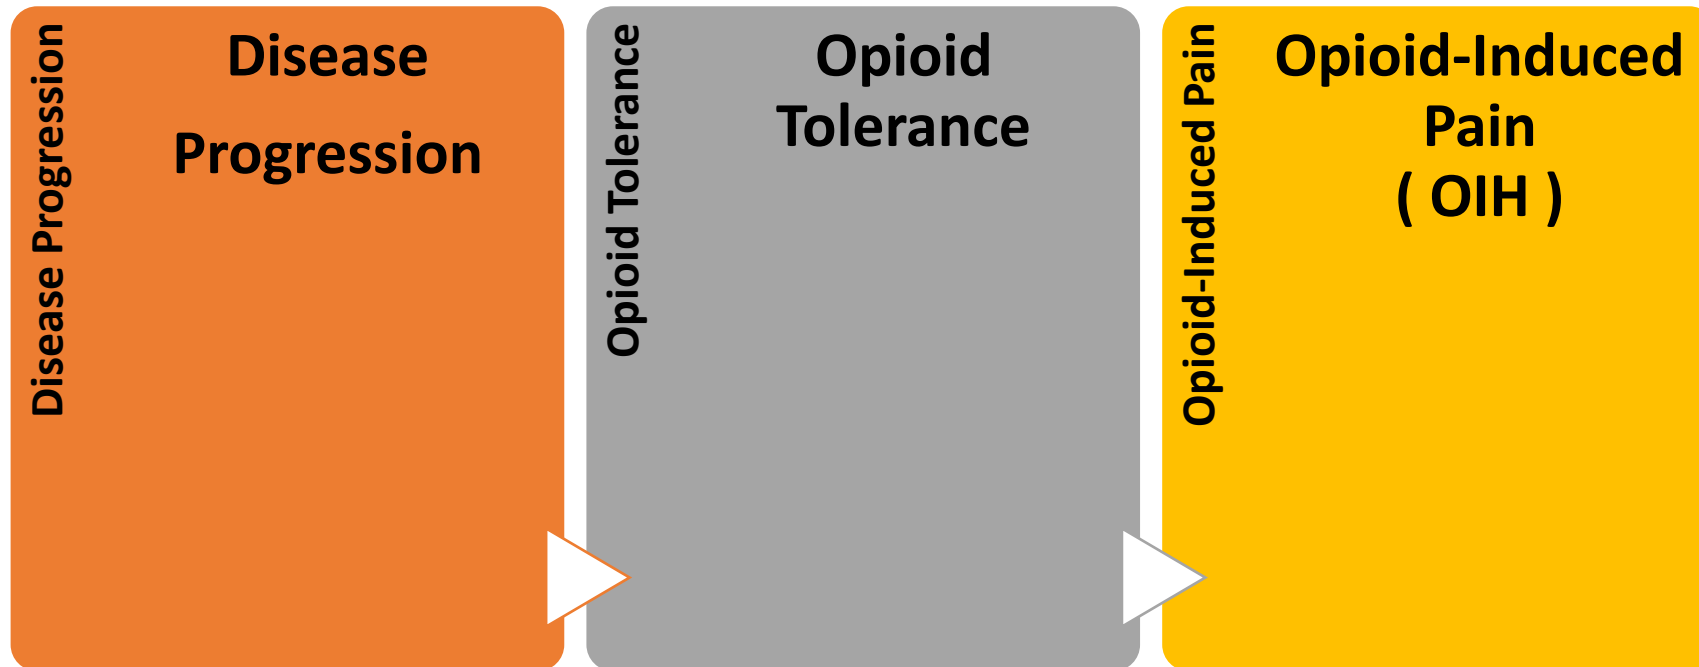 Disease Progression
Disease
Progression
Opioid Tolerance
Opioid
Tolerance
Opioid-Induced Pain
Opioid-Induced
Pain
( OIH )